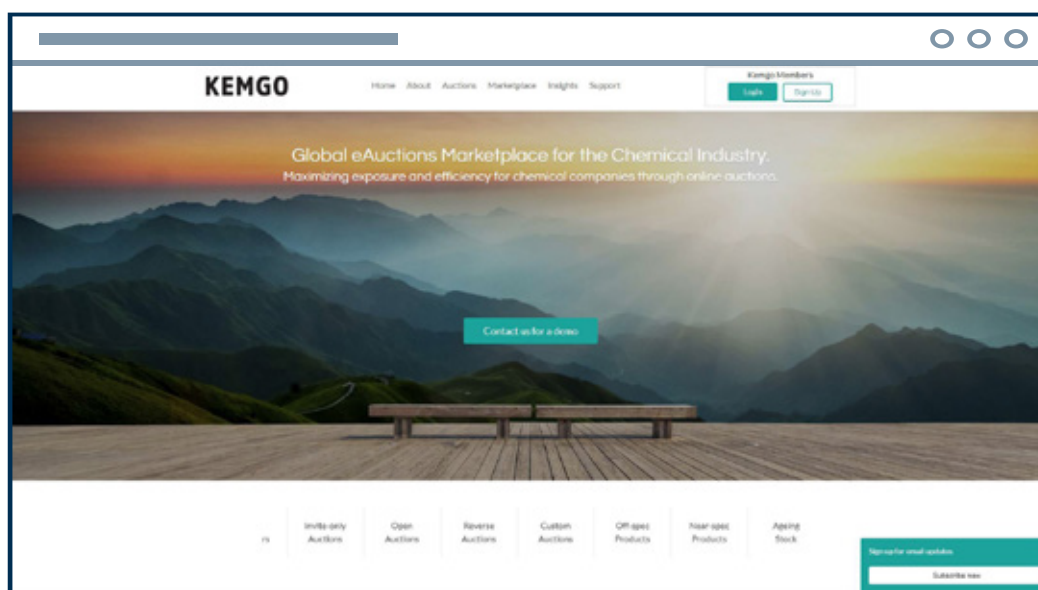 KEMGO
Home About Auctions Marketplace Insights Support
Kemgo Members
Login Sign Up
Global eAuctions Marketplace for the Chemical Industry.
Maximizing exposure and efficiency for chemical companies through online auctions.
Contact us for a demo
rs
Invite-only Auctions
Open Auctions
Reverse Auctions
Custom Auctions
Off-spec Products
Near-spec Products
Ageing Stock
Sign up for email updates
Subscribe now